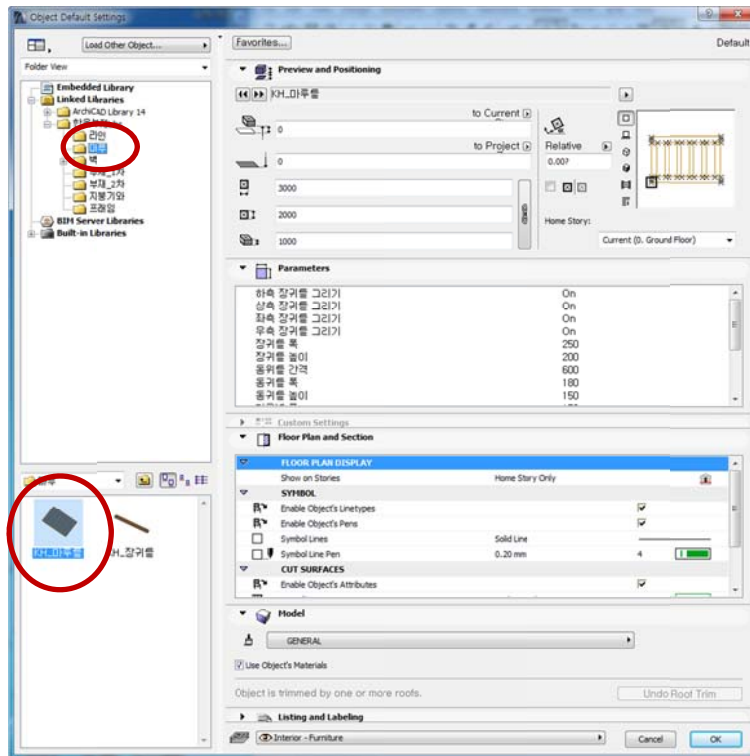 Object Default Settings
Load Other Object...
Folder View
Embedded Library
Linked Libraries
ArchiCAD Library 14
라인
마루
벽
부재_1차
부재_2차
지붕기와
프레임
BIM Server Libraries
Built-in Libraries
마루
KH_마루틀
KH_장귀틀
Favorites...
Default
Preview and Positioning
KH_마루틀
to Current
0
to Project
0
3000
2000
1000
Relative
0.00?
Home Story:
Current (0. Ground Floor)
Parameters
하측 장귀틀 그리기 On
상측 장귀틀 그리기 On
좌측 장귀틀 그리기 On
우측 장귀틀 그리기 On
장귀틀 폭 250
장귀틀 높이 200
동위틀 간격 600
동귀틀 폭 180
동귀틀 높이 150
Custom Settings
Floor Plan and Section
FLOOR PLAN DISPLAY
Show on Stories Home Story Only
SYMBOL
Enable Object's Linetypes
Enable Object's Pens
Symbol Lines Solid Line
Symbol Line Pen 0.20 mm 4
CUT SURFACES
Enable Object's Attributes
Model
GENERAL
Use Object's Materials
Object is trimmed by one or more roofs.
Undo Roof Trim
Listing and Labeling
Interior - Furniture
Cancel
OK